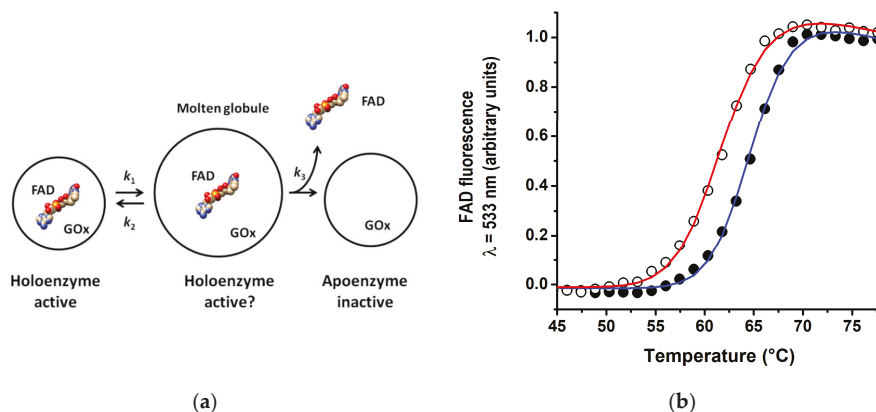 Molten globule
FAD
FAD
k1
k2
FAD
k3
GOx
GOx
GOx
Holoenzyme
active
Holoenzyme
active?
Apoenzyme
inactive
(a)
FAD fluorescence
λ = 533 nm (arbitrary units)
1.0
0.8
0.6
0.4
0.2
0.0
45 50 55 60 65 70 75
Temperature (°C)
(b)